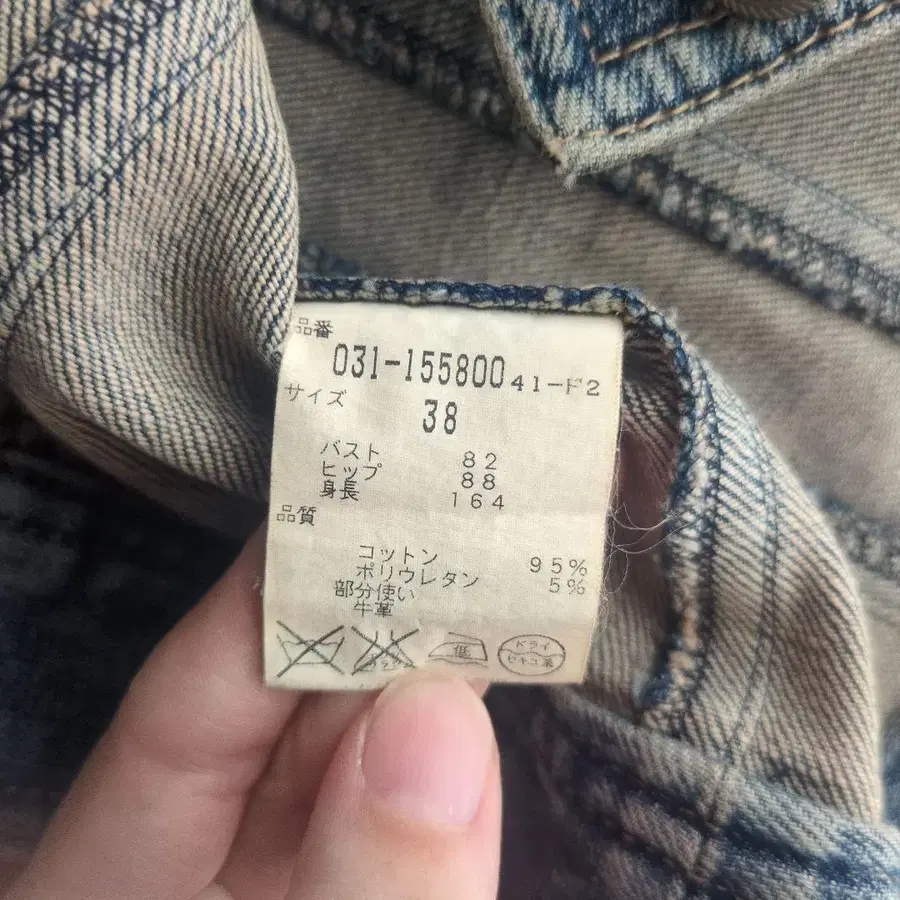 品番
031-155800 41-F2
サイズ
38
バスト 82
ヒップ 88
身長 164
品質
コットン 95%
ポリウレタン 5%
部分使い
牛革
低 ドライ
セキユ系